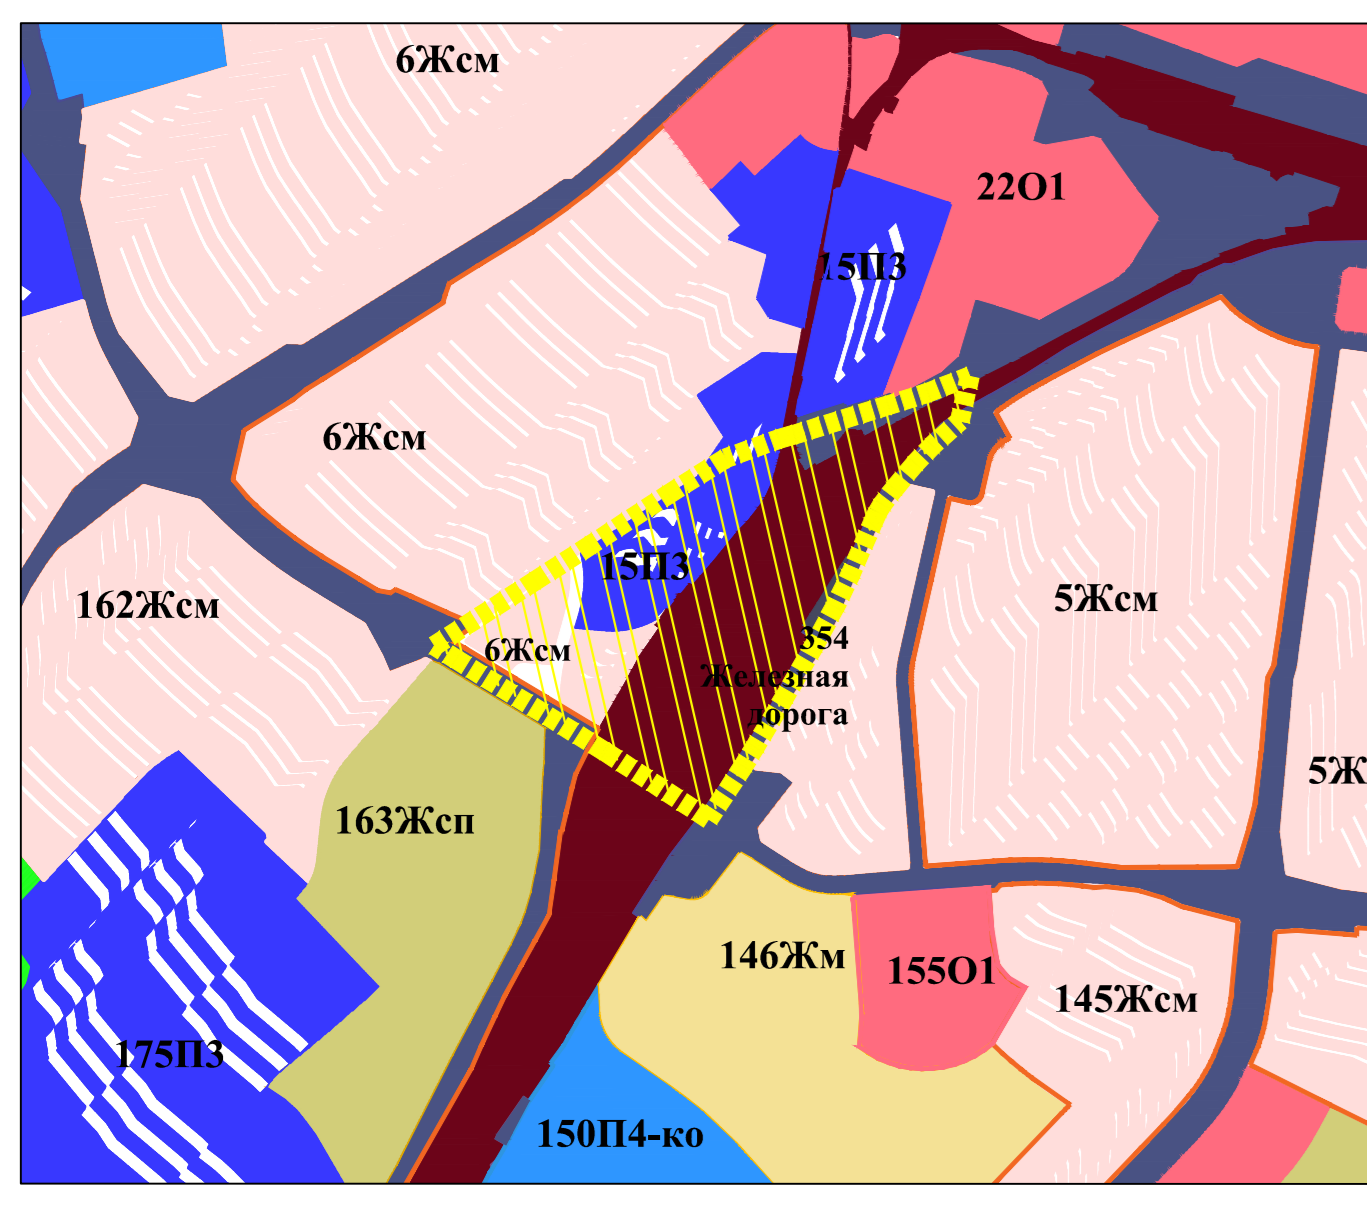 6Жсм
22О1
15П3
6Жсм
15П3
162Жсм
5Жсм
6Жсм
354
Железная
дорога
5Ж
163Жсп
146Жм
155О1
145Жсм
175П3
150П4-ко